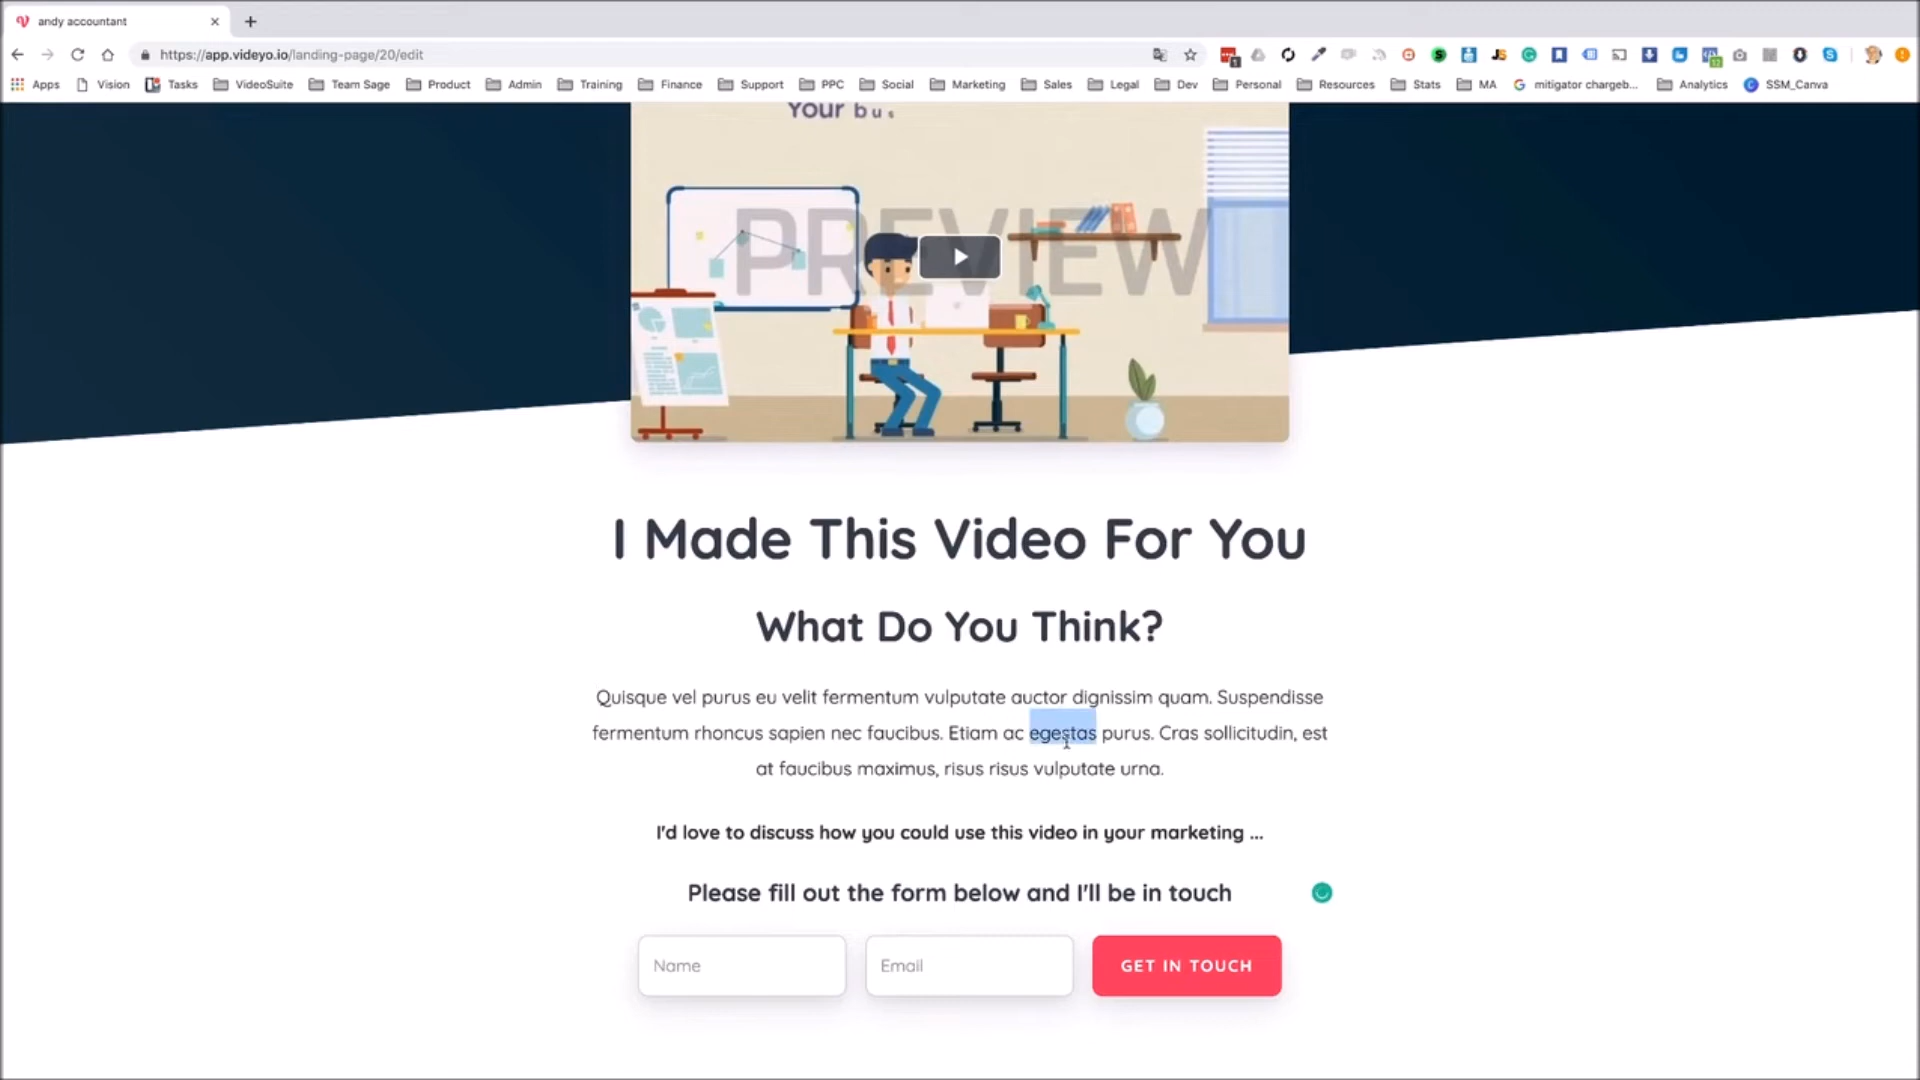 andy accountant
https://app.videyo.io/landing-page/20/edit
Apps Vision Tasks VideoSuite Team Sage Product Admin Training Finance Support PPC Social Marketing Sales Legal Dev Personal Resources Stats MA mitigator chargeb... Analytics SSM_Canva
Your bus
PREVIEW
I Made This Video For You
What Do You Think?
Quisque vel purus eu velit fermentum vulputate auctor dignissim quam. Suspendisse
fermentum rhoncus sapien nec faucibus. Etiam ac egestas purus. Cras sollicitudin, est
at faucibus maximus, risus risus vulputate urna.
I'd love to discuss how you could use this video in your marketing ...
Please fill out the form below and I'll be in touch
Name Email GET IN TOUCH